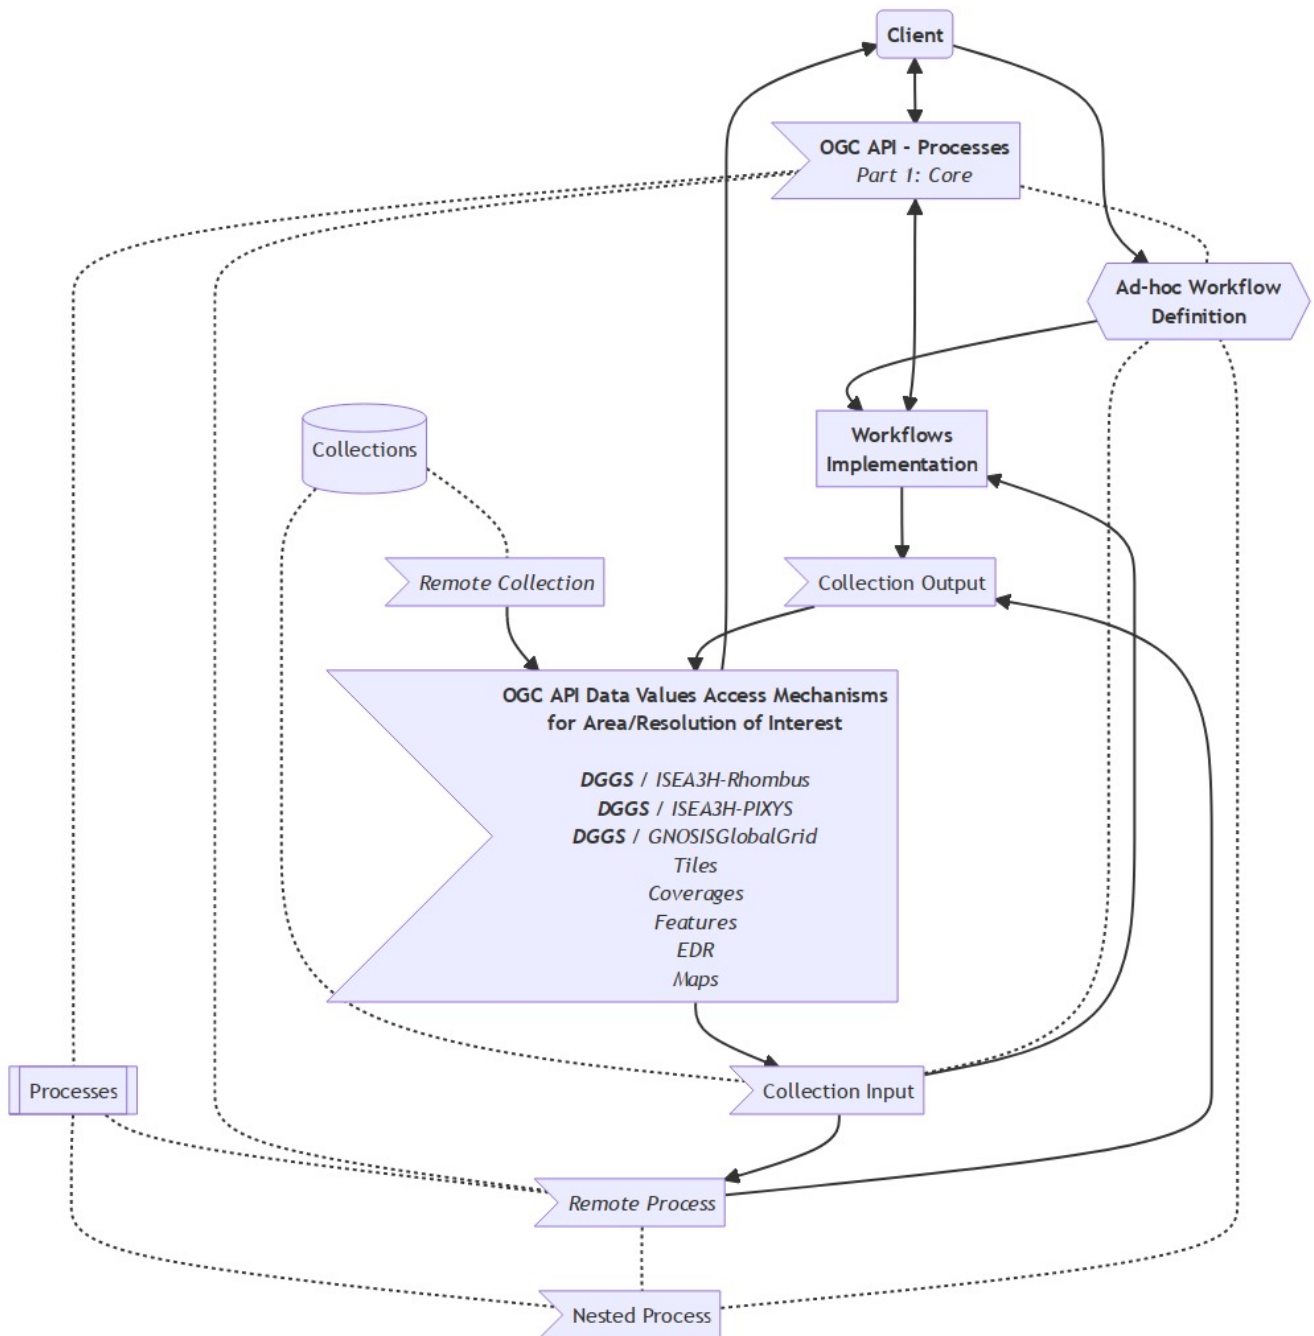 Client
OGC API - Processes
Part 1: Core
Ad-hoc Workflow
Definition
Collections
Workflows
Implementation
Remote Collection
Collection Output
OGC API Data Values Access Mechanisms
for Area/Resolution of Interest
DGGS / ISEA3H-Rhombus
DGGS / ISEA3H-PIXYS
DGGS / GNOSISGlobalGrid
Tiles
Coverages
Features
EDR
Maps
Processes
Collection Input
Remote Process
Nested Process